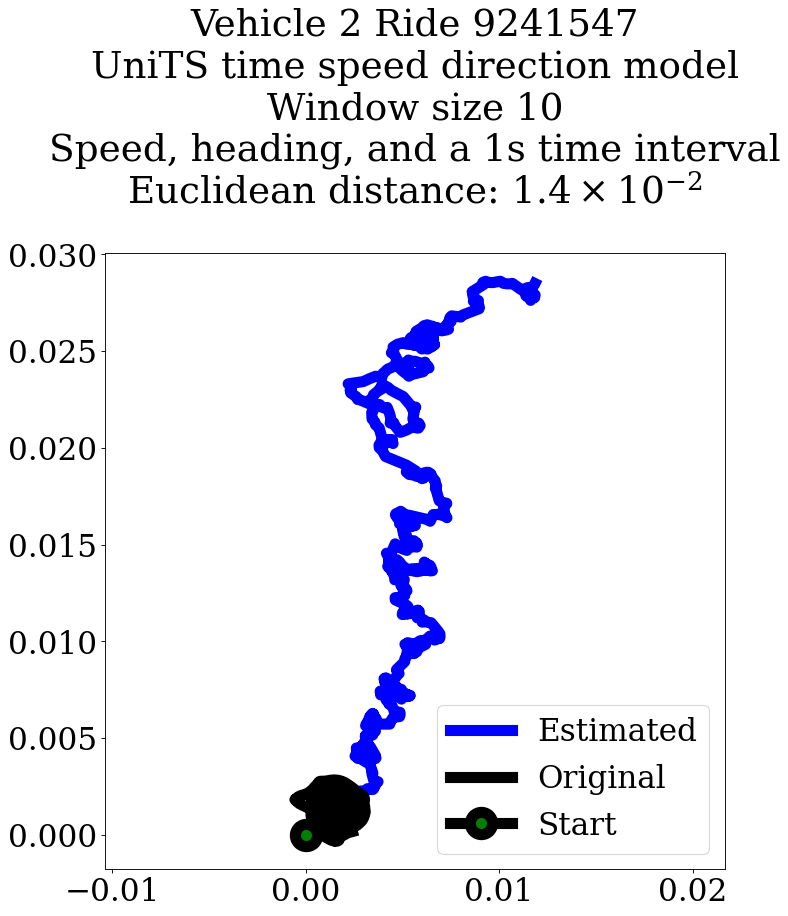 Vehicle 2 Ride 9241547
UniTS time speed direction model
Window size 10
Speed, heading, and a 1s time interval
Euclidean distance: 1.4 × 10⁻²
0.030
0.025
0.020
0.015
0.010
0.005
0.000
−0.01
0.00
0.01
0.02
Estimated
Original
Start